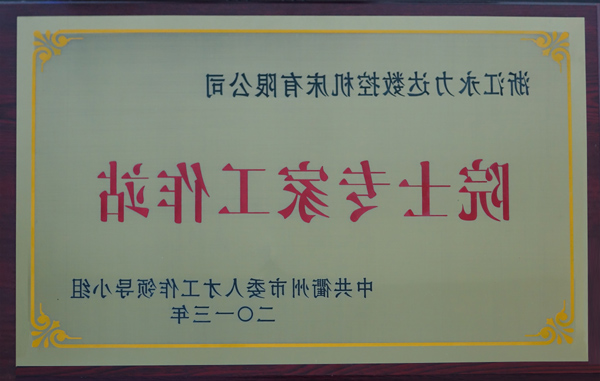 浙江永力达数控机床有限公司
院士专家工作站
中共衢州市委人才工作领导小组
二〇一三年